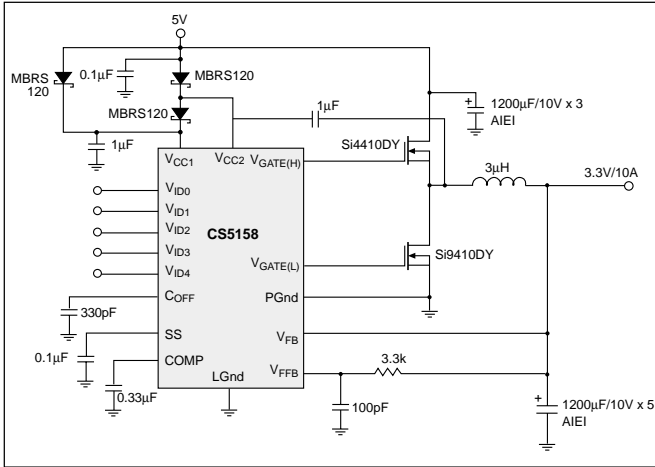 5V
MBRS
120
0.1µF
MBRS120
MBRS120
1µF
1µF
+
1200µF/10V x 3
AIEI
Si4410DY
3µH
3.3V/10A
VCC1
VCC2
VGATE(H)
VID0
VID1
VID2
VID3
VID4
CS5158
VGATE(L)
Si9410DY
COFF
PGnd
330pF
SS
VFB
0.1µF
COMP
VFFB
3.3k
LGnd
0.33µF
100pF
+
1200µF/10V x 5
AIEI